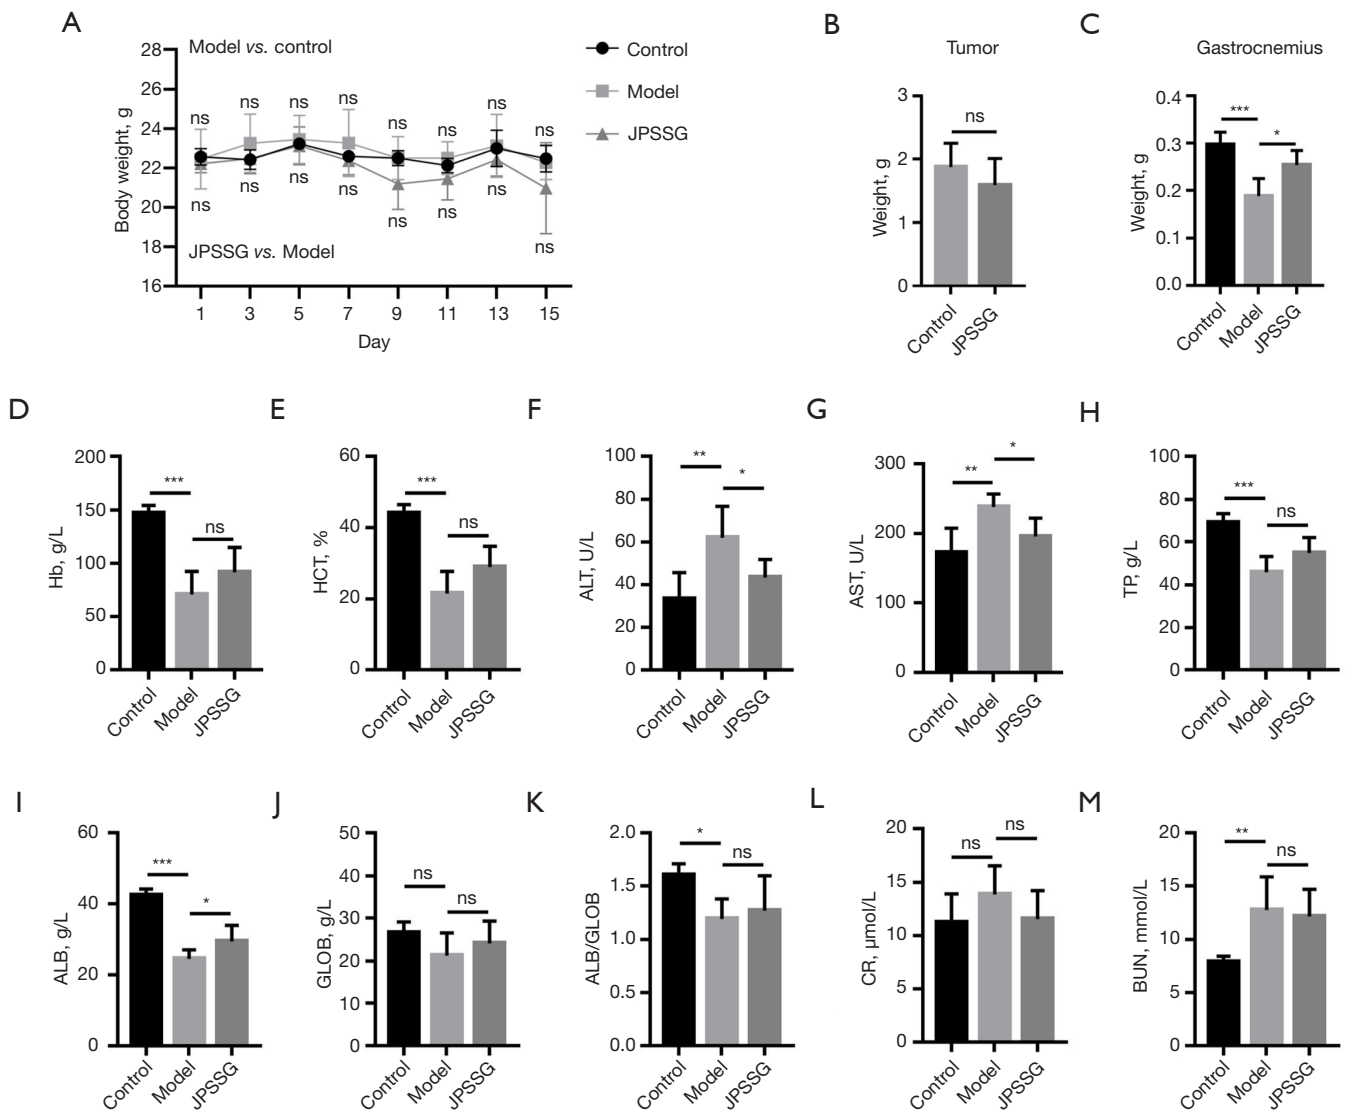 A
Model vs. control
Control
Model
JPSSG
Body weight, g
28
26
24
22
20
18
16
ns ns ns ns ns ns ns ns
ns ns ns ns ns ns ns ns
JPSSG vs. Model
1 3 5 7 9 11 13 15
Day
B
Tumor
Weight, g
3
2
1
0
ns
Control JPSSG
C
Gastrocnemius
Weight, g
0.4
0.3
0.2
0.1
0.0
*** *
Control Model JPSSG
D
Hb, g/L
200
150
100
50
0
*** ns
Control Model JPSSG
E
HCT, %
60
40
20
0
*** ns
Control Model JPSSG
F
ALT, U/L
100
80
60
40
20
0
** *
Control Model JPSSG
G
AST, U/L
300
200
100
0
** *
Control Model JPSSG
H
TP, g/L
100
80
60
40
20
0
*** ns
Control Model JPSSG
I
ALB, g/L
60
40
20
0
*** *
Control Model JPSSG
J
GLOB, g/L
50
40
30
20
10
0
ns ns
Control Model JPSSG
K
ALB/GLOB
2.0
1.5
1.0
0.5
0.0
* ns
Control Model JPSSG
L
CR, μmol/L
20
15
10
5
0
ns ns
Control Model JPSSG
M
BUN, mmol/L
20
15
10
5
0
** ns
Control Model JPSSG